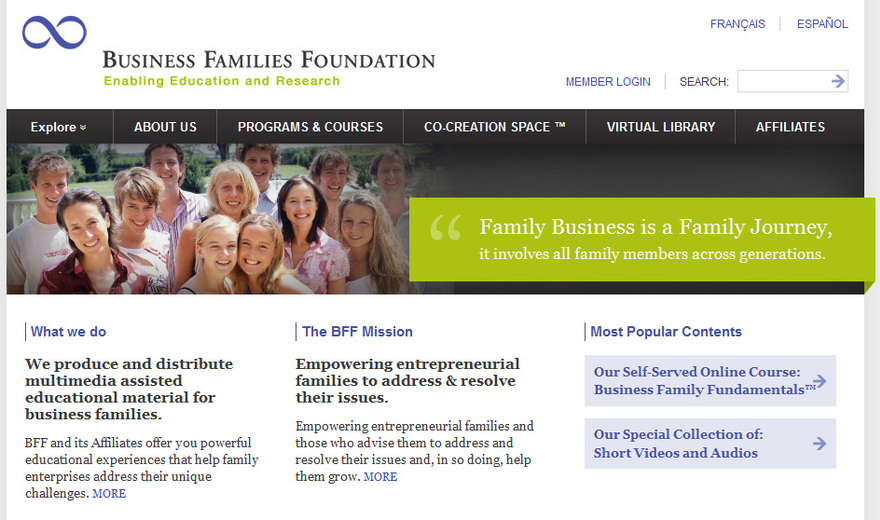 FRANÇAIS
ESPAÑOL
BUSINESS FAMILIES FOUNDATION
Enabling Education and Research
MEMBER LOGIN
SEARCH:
Explore
ABOUT US
PROGRAMS & COURSES
CO-CREATION SPACE ™
VIRTUAL LIBRARY
AFFILIATES
“ Family Business is a Family Journey,
it involves all family members across generations.
What we do
We produce and distribute
multimedia assisted
educational material for
business families.
BFF and its Affiliates offer you powerful
educational experiences that help family
enterprises address their unique
challenges. MORE
The BFF Mission
Empowering entrepreneurial
families to address & resolve
their issues.
Empowering entrepreneurial families and
those who advise them to address and
resolve their issues and, in so doing, help
them grow. MORE
Most Popular Contents
Our Self-Served Online Course:
Business Family Fundamentals™
Our Special Collection of:
Short Videos and Audios